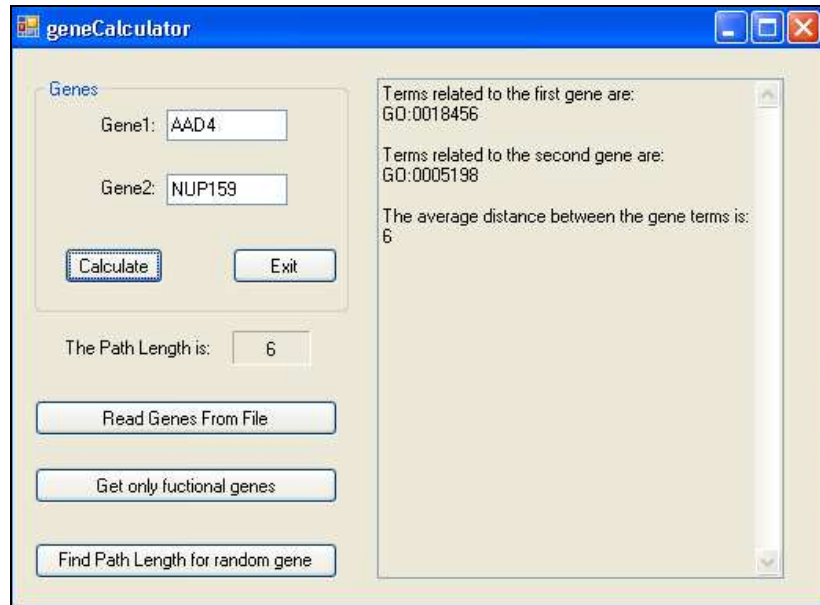 geneCalculator
Genes
Gene1: AAD4
Gene2: NUP159
Calculate Exit
The Path Length is: 6
Read Genes From File
Get only fuctional genes
Find Path Length for random gene
Terms related to the first gene are:
GO:0018456
Terms related to the second gene are:
GO:0005198
The average distance between the gene terms is:
6